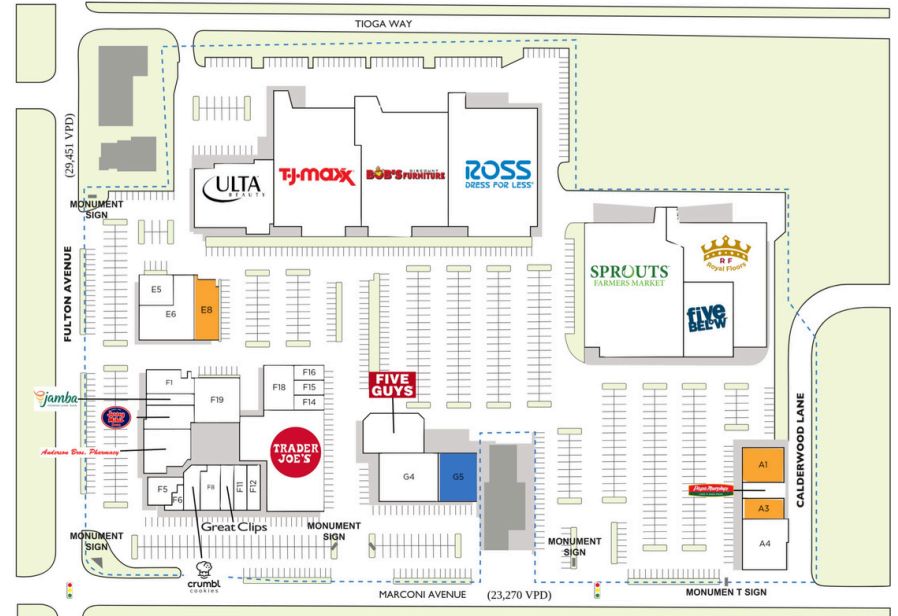 TIOGA WAY
(29,451 VPD)
MONUMENT
SIGN
FULTON AVENUE
ULTA
BEAUTY
T·J·maxx
BOB'S DISCOUNT FURNITURE
ROSS
DRESS FOR LESS
SPROUTS
FARMERS MARKET
RF
Royal Floors
five
BELOW
E5
E6
E8
F1
F19
F18
F16
F15
F14
jamba
Anderson Bros. Pharmacy
TRADER
JOE'S
FIVE
GUYS
F5
F6
F8
F11
F12
Great Clips
G4
G5
A1
Papa Murphy's
A3
A4
CALDERWOOD LANE
MONUMENT
SIGN
MONUMENT
SIGN
MONUMENT
SIGN
crumbl
cookies
MARCONI AVENUE
(23,270 VPD)
MONUMEN T SIGN